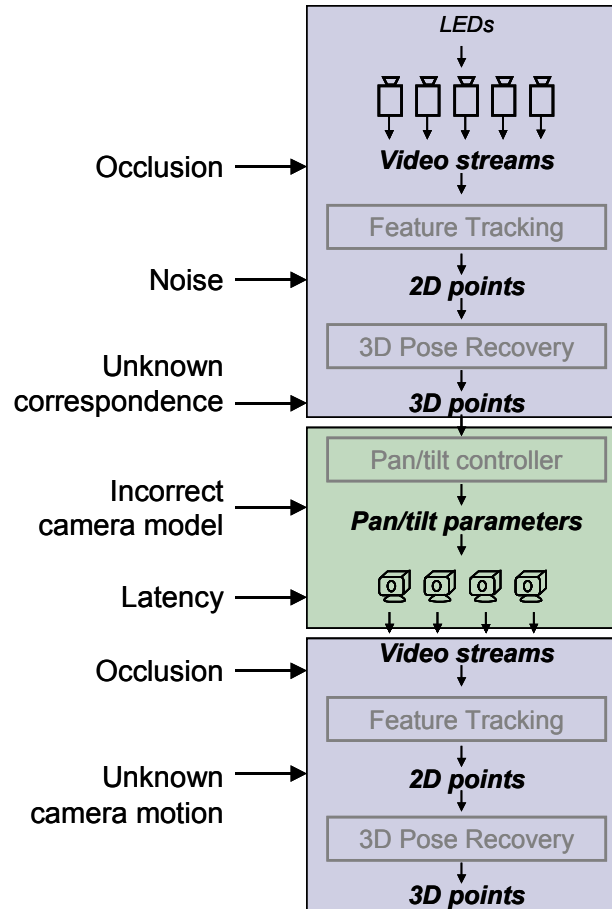 LEDs
Occlusion
Video streams
Feature Tracking
Noise
2D points
3D Pose Recovery
Unknown
correspondence
3D points
Pan/tilt controller
Incorrect
camera model
Pan/tilt parameters
Latency
Video streams
Occlusion
Feature Tracking
Unknown
camera motion
2D points
3D Pose Recovery
3D points